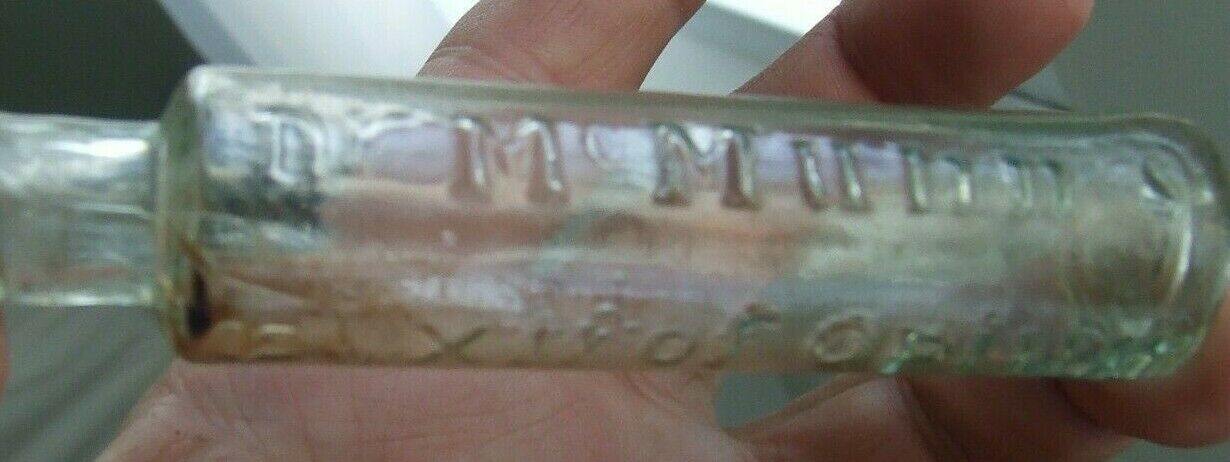 Dr McMunn's
Elixir of Opium